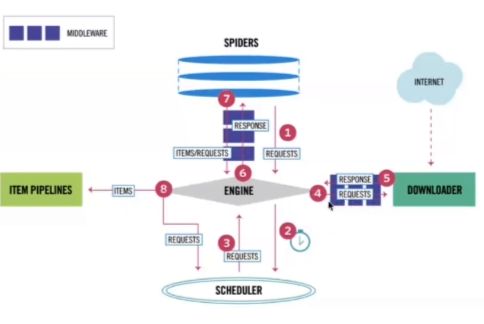 MIDDLEWARE
SPIDERS
INTERNET
7
RESPONSE
1
ITEMS/REQUESTS
REQUESTS
6
ITEM PIPELINES
ITEMS
8
ENGINE
4
RESPONSE
5
REQUESTS
DOWNLOADER
REQUESTS
3
REQUESTS
2
SCHEDULER